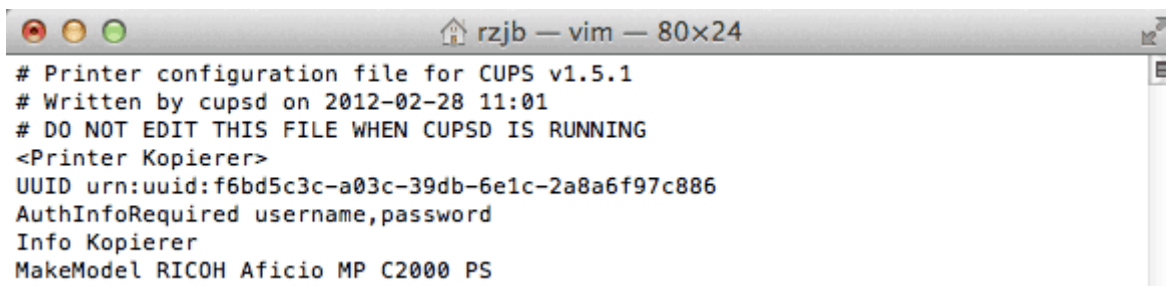 rzjb — vim — 80×24
# Printer configuration file for CUPS v1.5.1
# Written by cupsd on 2012-02-28 11:01
# DO NOT EDIT THIS FILE WHEN CUPSD IS RUNNING
<Printer Kopierer>
UUID urn:uuid:f6bd5c3c-a03c-39db-6e1c-2a8a6f97c886
AuthInfoRequired username,password
Info Kopierer
MakeModel RICOH Aficio MP C2000 PS